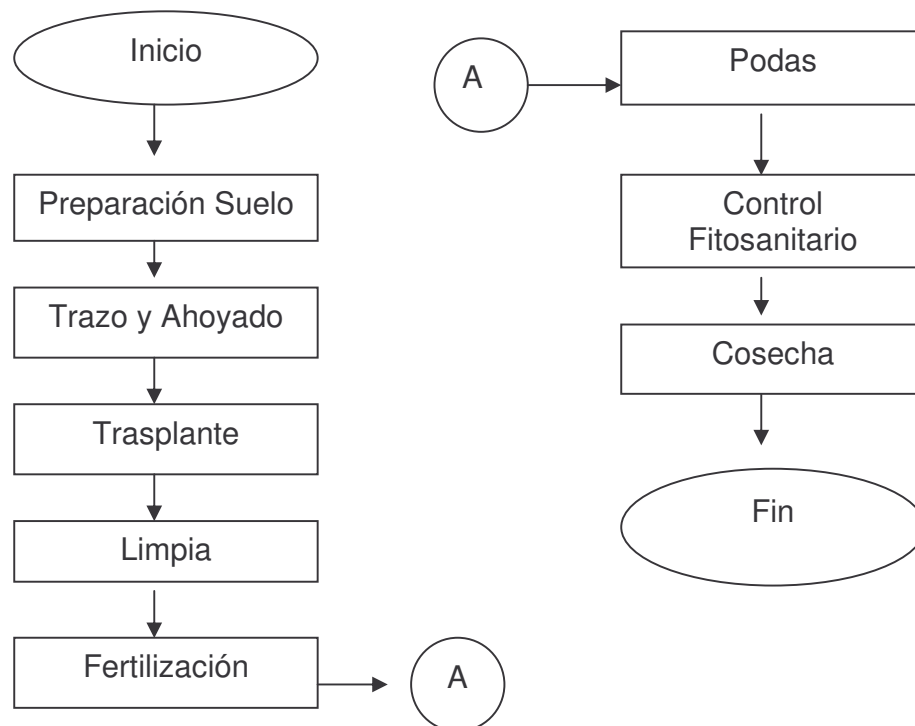 Inicio
Preparación Suelo
Trazo y Ahoyado
Trasplante
Limpia
Fertilización
A
A
Podas
Control
Fitosanitario
Cosecha
Fin